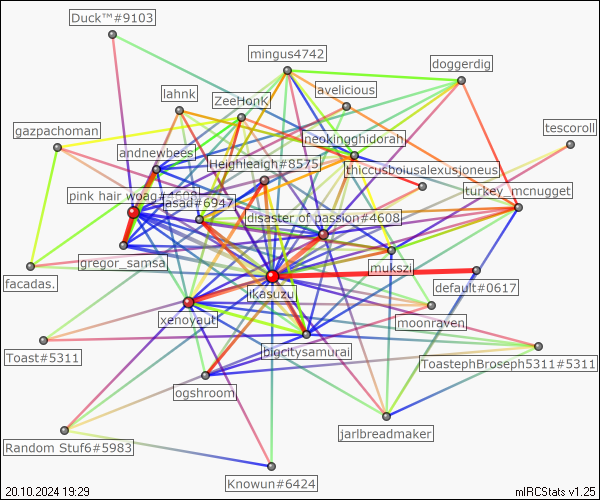 Duck™#9103
mingus4742
doggerdig
avelicious
lahnk
ZeeHonk
gazpachoman
tescoroll
neokingghidorah
andnewbees
Heighleaigh#8575
thiccusboiusalexusjoneus
pink hair woag#4608
turkey_mcnugget
asad#6947
disaster of passion#4608
gregor_samsa
mukszi
facadas.
default#0617
ikasuzu
moonraven
xenoyaut
Toast#5311
bigcitysamurai
ToastephBroseph5311#5311
ogshroom
jarlbreadmaker
Random Stuf6#5983
Knowun#6424
20.10.2024 19:29
mIRCStats v1.25